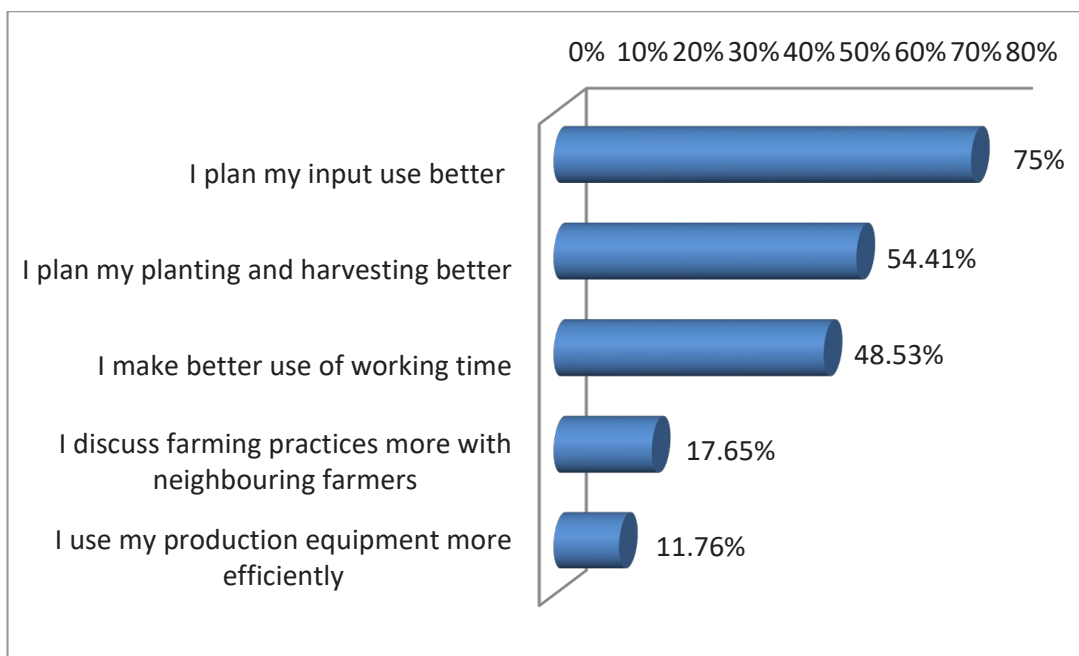 0% 10% 20% 30% 40% 50% 60% 70% 80%
I plan my input use better
75%
I plan my planting and harvesting better
54.41%
I make better use of working time
48.53%
I discuss farming practices more with
neighbouring farmers
17.65%
I use my production equipment more
efficiently
11.76%